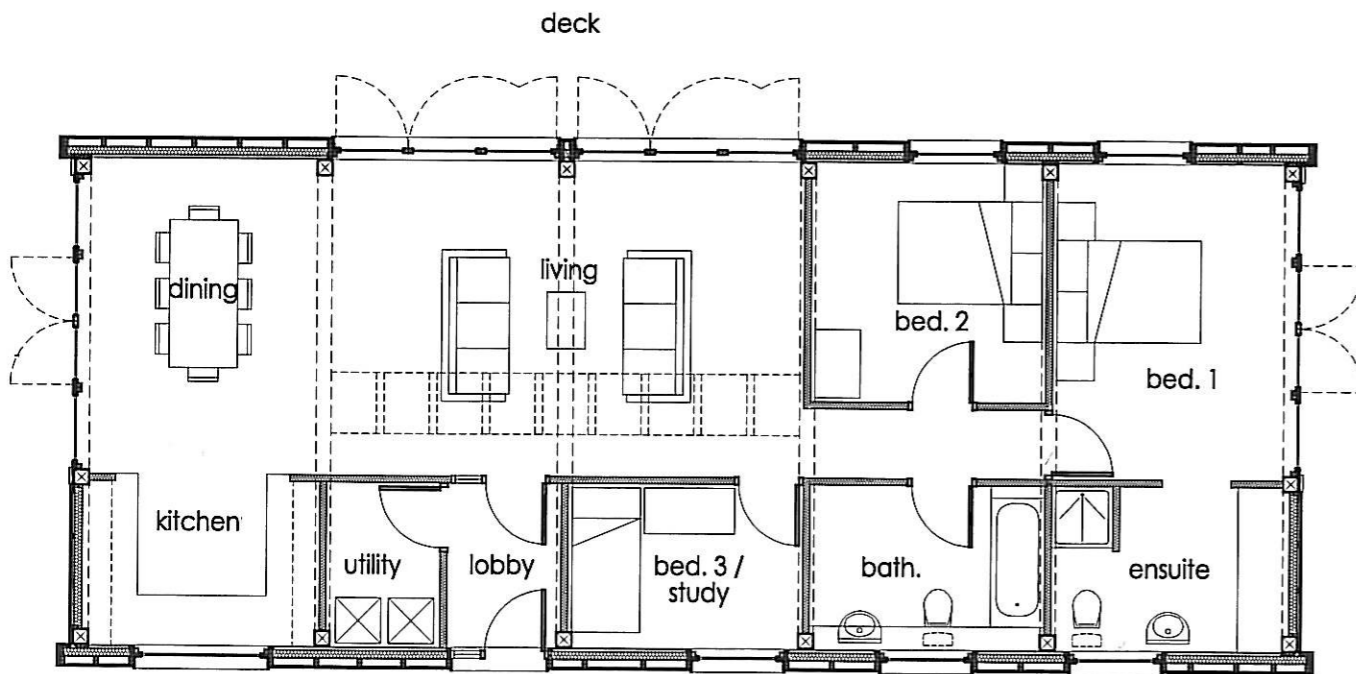 deck
living
dining
bed. 2
bed. 1
kitchen
utility
lobby
bed. 3 /
study
bath.
ensuite